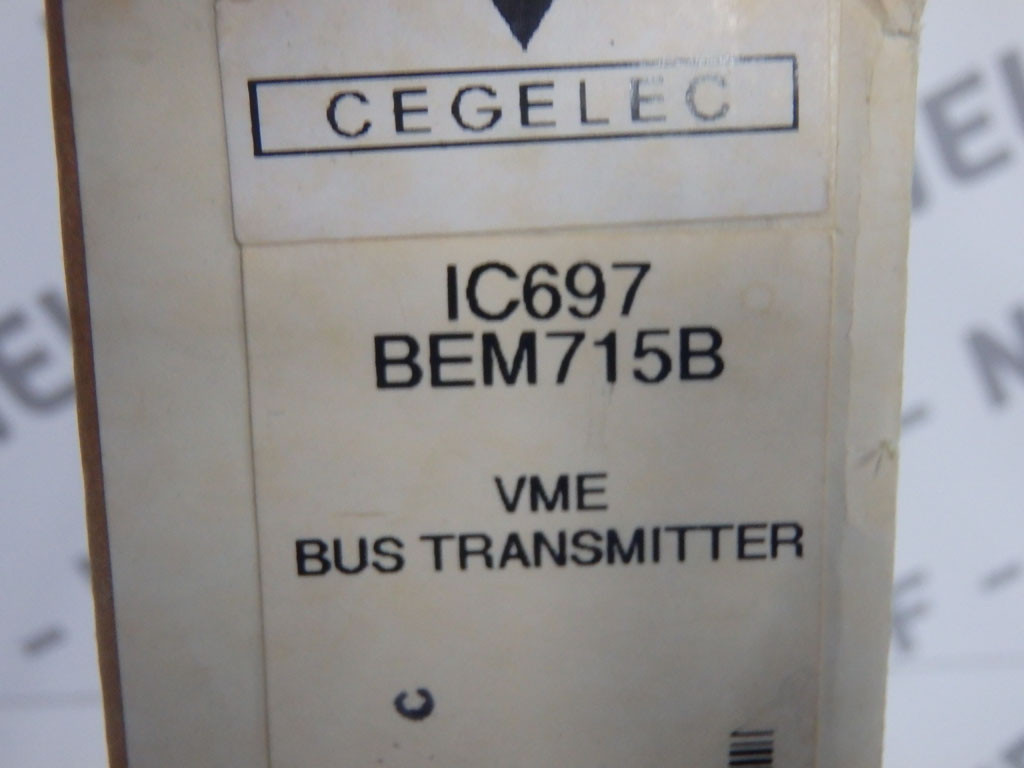 CEGELEC
IC697
BEM715B
VME
BUS TRANSMITTER
C